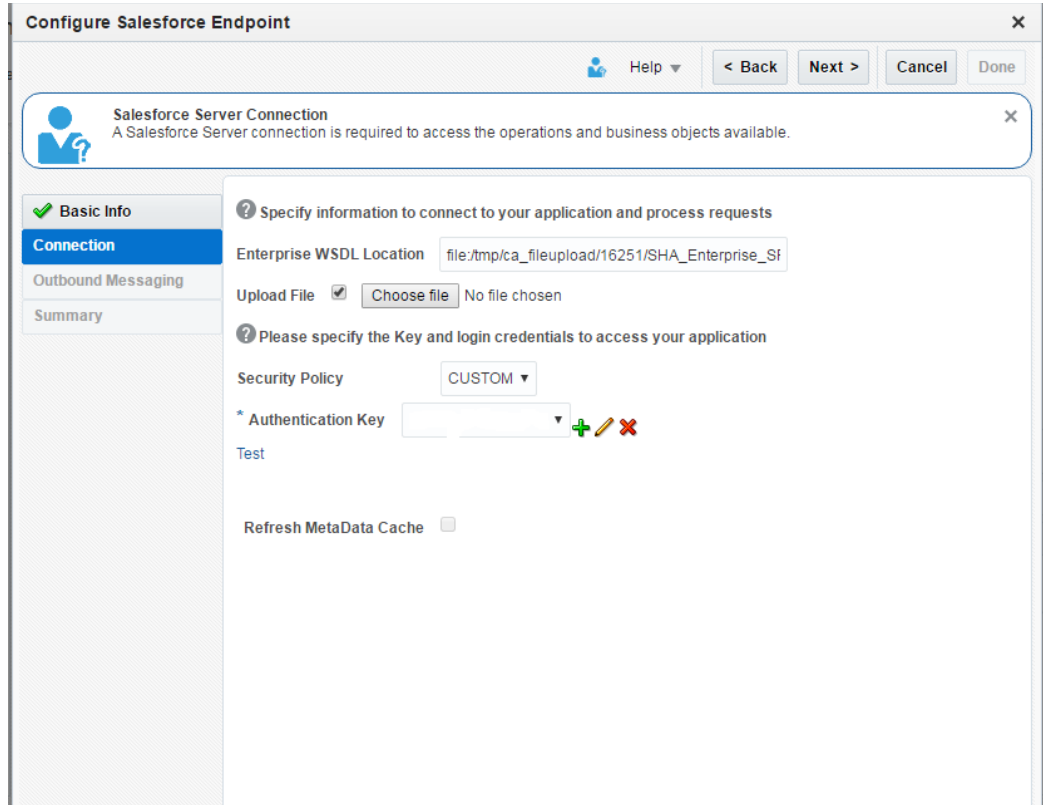 Configure Salesforce Endpoint
Help
< Back
Next >
Cancel
Done
Salesforce Server Connection
A Salesforce Server connection is required to access the operations and business objects available.
Basic Info
Connection
Outbound Messaging
Summary
Specify information to connect to your application and process requests
Enterprise WSDL Location file:/tmp/ca_fileupload/16251/SHA_Enterprise_SF
Upload File Choose file No file chosen
Please specify the Key and login credentials to access your application
Security Policy CUSTOM
* Authentication Key
Test
Refresh MetaData Cache